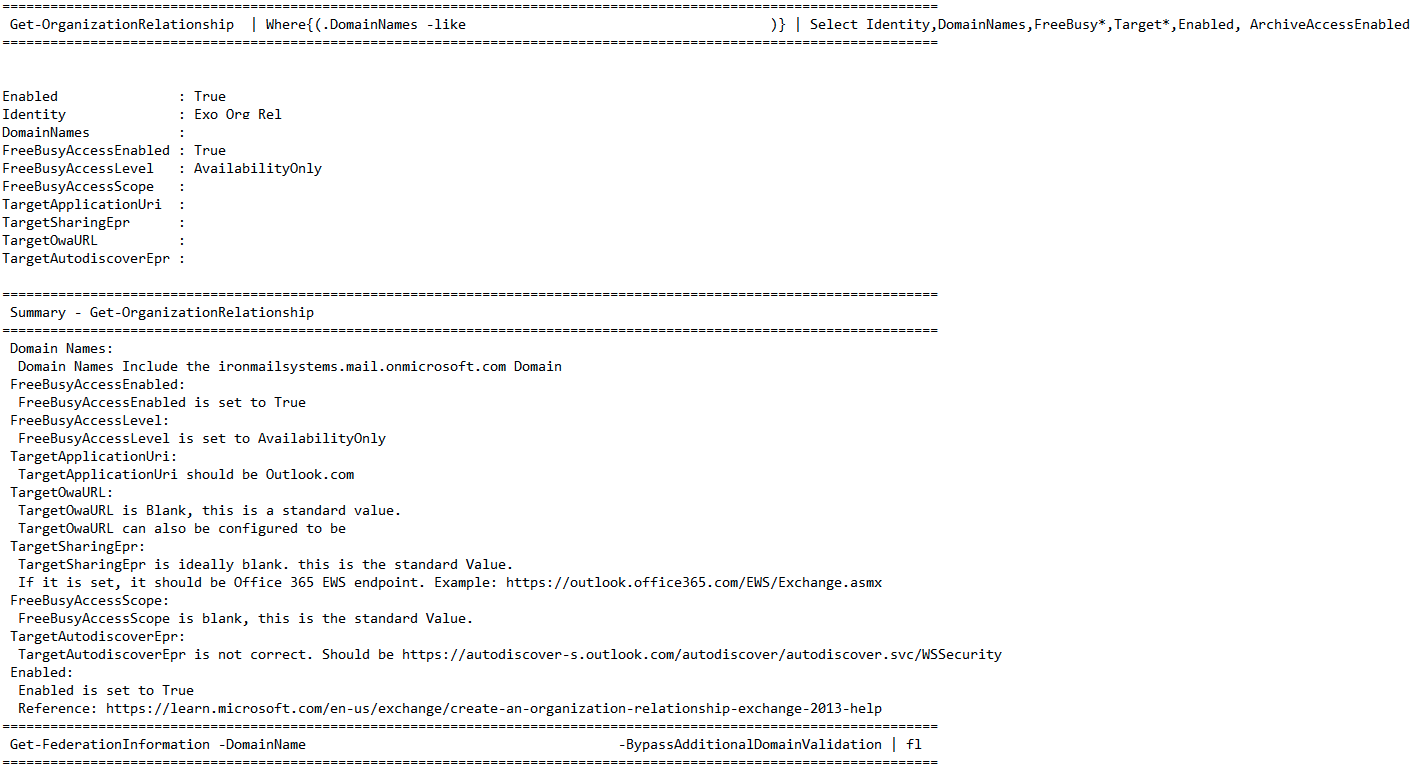 ==============================================================================================================
Get-OrganizationRelationship | Where{(.DomainNames -like )} | Select Identity,DomainNames,FreeBusy*,Target*,Enabled, ArchiveAccessEnabled
==============================================================================================================
Enabled : True
Identity : Exo Org Rel
DomainNames :
FreeBusyAccessEnabled : True
FreeBusyAccessLevel : AvailabilityOnly
FreeBusyAccessScope :
TargetApplicationUri :
TargetSharingEpr :
TargetOwaURL :
TargetAutodiscoverEpr :
==============================================================================================================
Summary - Get-OrganizationRelationship
==============================================================================================================
Domain Names:
Domain Names Include the ironmailsystems.mail.onmicrosoft.com Domain
FreeBusyAccessEnabled:
FreeBusyAccessEnabled is set to True
FreeBusyAccessLevel:
FreeBusyAccessLevel is set to AvailabilityOnly
TargetApplicationUri:
TargetApplicationUri should be Outlook.com
TargetOwaURL:
TargetOwaURL is Blank, this is a standard value.
TargetOwaURL can also be configured to be
TargetSharingEpr:
TargetSharingEpr is ideally blank. this is the standard Value.
If it is set, it should be Office 365 EWS endpoint. Example: https://outlook.office365.com/EWS/Exchange.asmx
FreeBusyAccessScope:
FreeBusyAccessScope is blank, this is the standard Value.
TargetAutodiscoverEpr:
TargetAutodiscoverEpr is not correct. Should be https://autodiscover-s.outlook.com/autodiscover/autodiscover.svc/WSSecurity
Enabled:
Enabled is set to True
Reference: https://learn.microsoft.com/en-us/exchange/create-an-organization-relationship-exchange-2013-help
==============================================================================================================
Get-FederationInformation -DomainName -BypassAdditionalDomainValidation | fl
==============================================================================================================